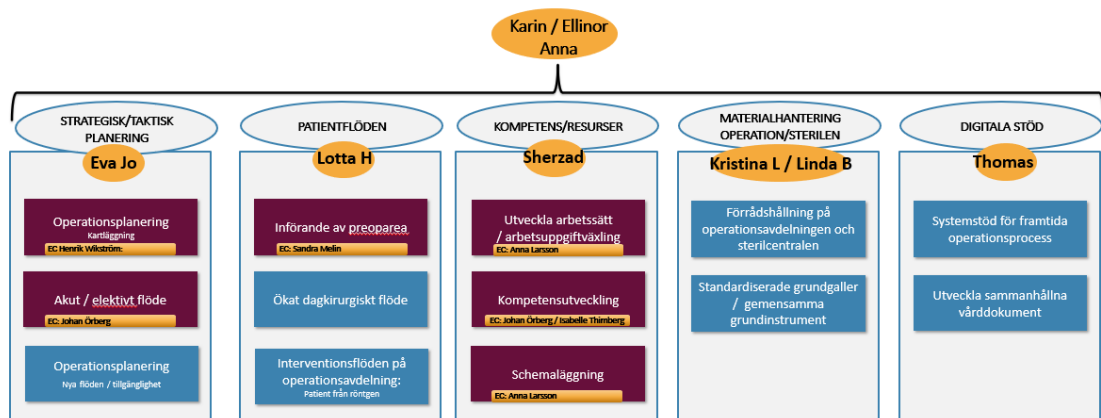 Karin / Ellinor
Anna
STRATEGISK/TAKTISK
PLANERING
Eva Jo
Operationsplanering
Kartläggning
EC Henrik Wikström:
Akut / elektivt flöde
EC: Johan Örberg
Operationsplanering
Nya flöden / tillgänglighet
PATIENTFLÖDEN
Lotta H
Införande av preoparea
EC: Sandra Melin
Ökat dagkirurgiskt flöde
Interventionsflöden på
operationsavdelning:
Patient från röntgen
KOMPETENS/RESURSER
Sherzad
Utveckla arbetssätt
/ arbetsuppgiftväxling
EC: Anna Larsson
Kompetensutveckling
EC: Johan Örberg / Isabelle Thimberg
Schemaläggning
EC: Anna Larsson
MATERIALHANTERING
OPERATION/STERILEN
Kristina L / Linda B
Förrådshållning på
operationsavdelningen och
sterilcentralen
Standardiserade grundgaller
/ gemensamma
grundinstrument
DIGITALA STÖD
Thomas
Systemstöd för framtida
operationsprocess
Utveckla sammanhållna
vårddokument